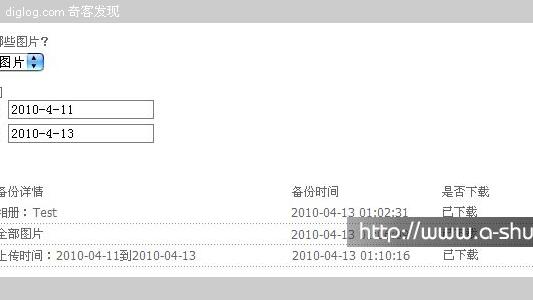 diglog.com 奇客发现
哪些图片?
图片
2010-4-11
2010-4-13
备份详情 备份时间 是否下载
相册：Test 2010-04-13 01:02:31 已下载
全部图片 2010-04-13 已下载
http://www.a-shu
上传时间：2010-04-11到2010-04-13 2010-04-13 01:10:16 已下载